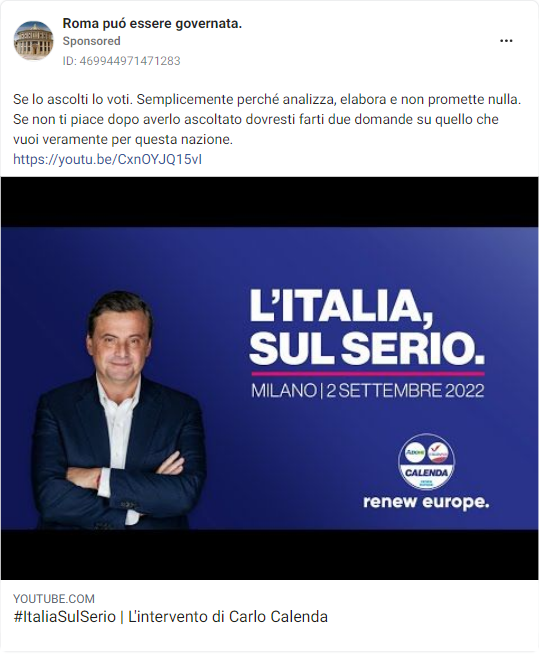 Roma puó essere governata.
Sponsored
ID: 469944971471283
Se lo ascolti lo voti. Semplicemente perché analizza, elabora e non promette nulla.
Se non ti piace dopo averlo ascoltato dovresti farti due domande su quello che
vuoi veramente per questa nazione.
https://youtu.be/CxnOYJQ15vI
L'ITALIA,
SUL SERIO.
MILANO | 2 SETTEMBRE 2022
AZIONE
CALENDA
renew europe.
YOUTUBE.COM
#ItaliaSulSerio | L'intervento di Carlo Calenda